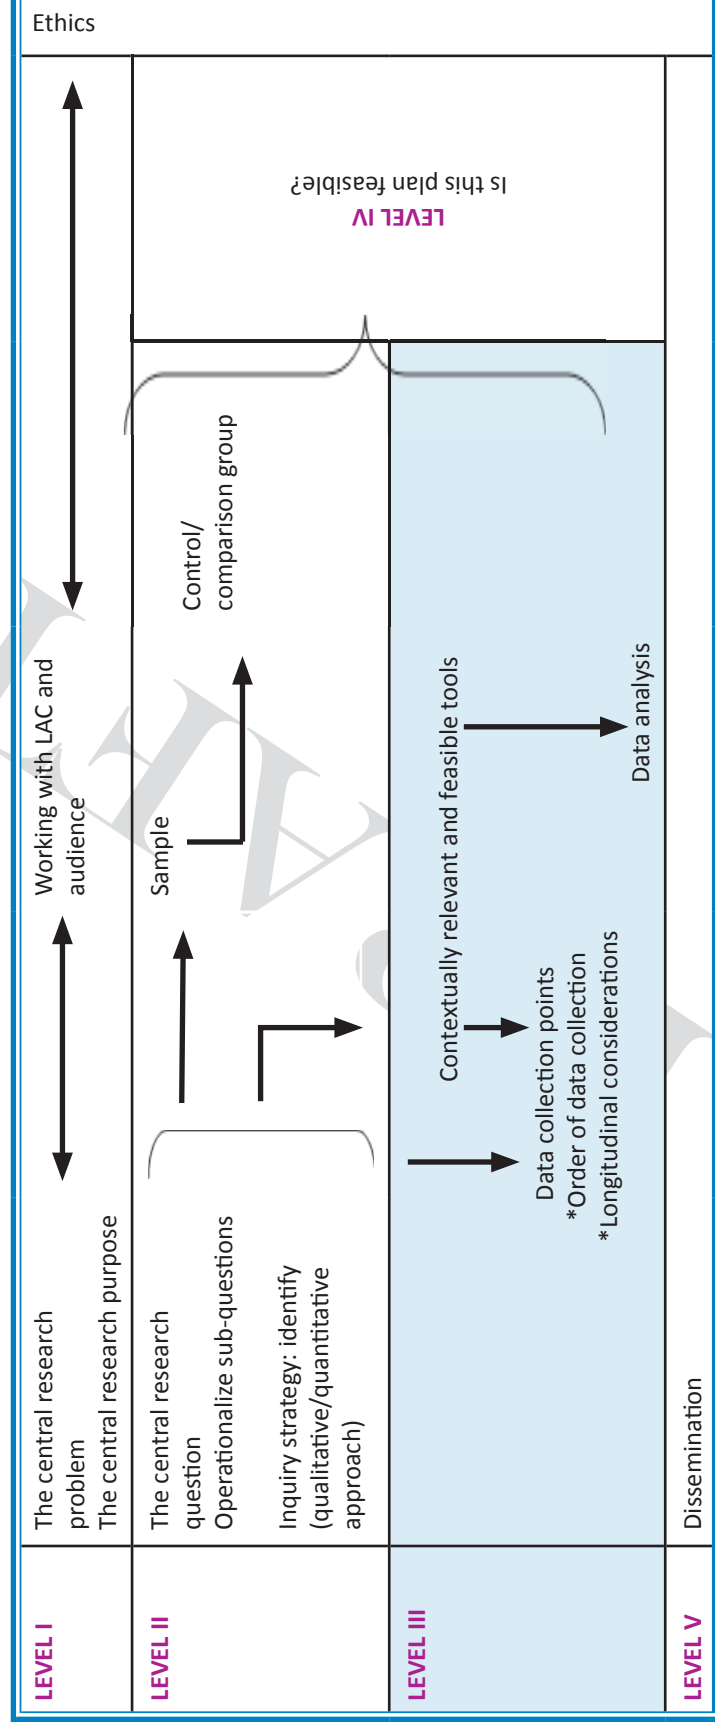 LEVEL I
The central research
problem
The central research purpose
Working with LAC and
audience
Ethics
LEVEL II
The central research
question
Operationalize sub-questions
Inquiry strategy: identify
(qualitative/quantitative
approach)
Sample
Control/
comparison group
LEVEL III
Contextually relevant and feasible tools
Data collection points
*Order of data collection
*Longitudinal considerations
Data analysis
LEVEL IV
Is this plan feasible?
LEVEL V
Dissemination